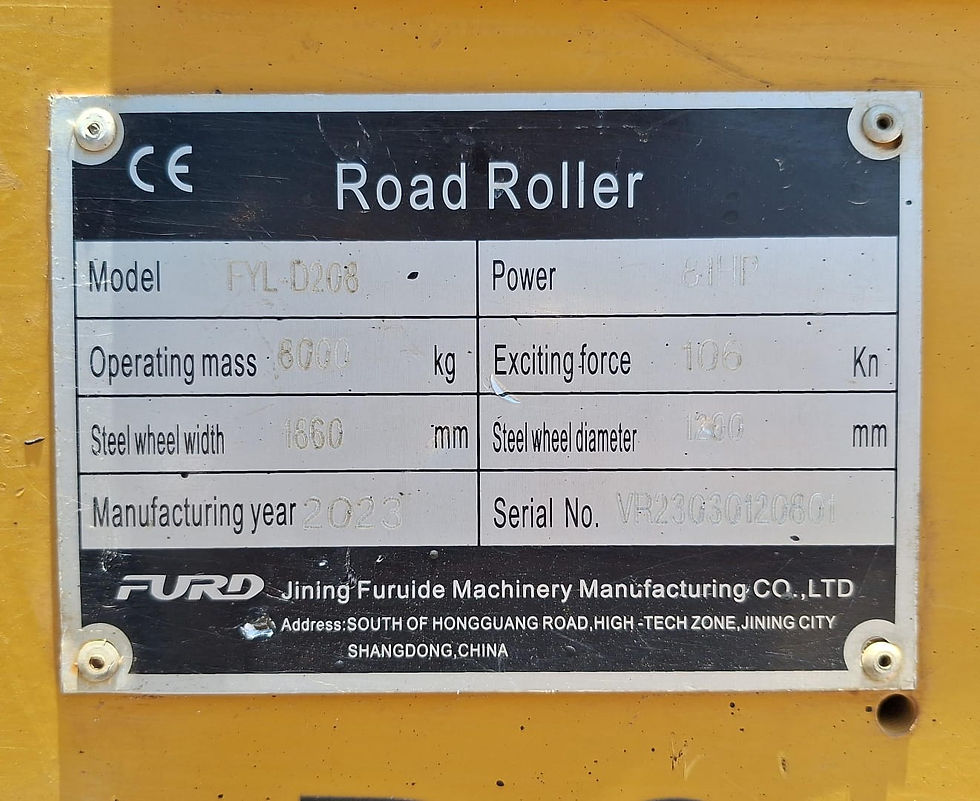 CE
Road Roller
Model FYL-D208 Power 81HP
Operating mass 8000 kg Exciting force 106 Kn
Steel wheel width 1860 mm Steel wheel diameter mm
Manufacturing year 2023 Serial No.
FURD Jining Furuide Machinery Manufacturing CO.,LTD
Address:SOUTH OF HONGGUANG ROAD,HIGH -TECH ZONE,JINING CITY
SHANGDONG,CHINA